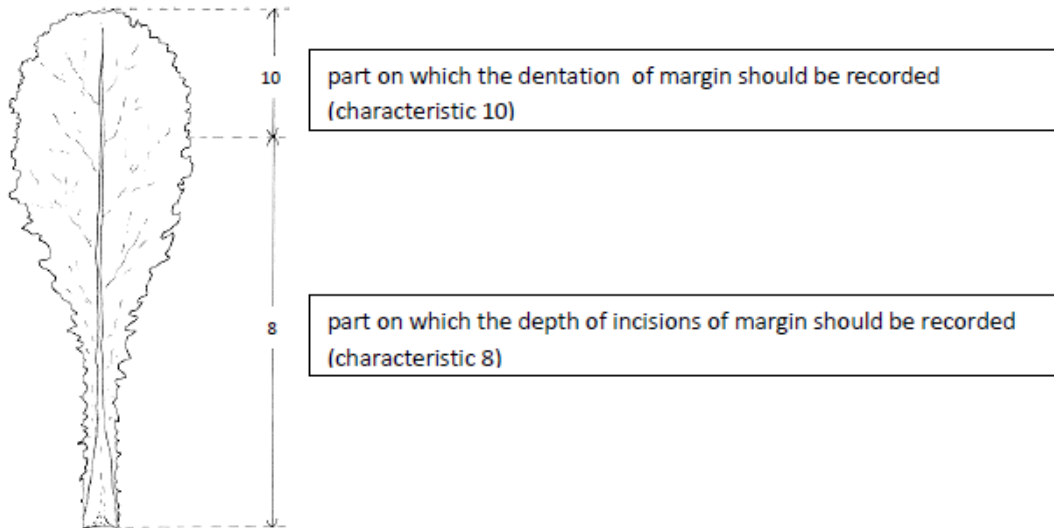 10
part on which the dentation of margin should be recorded
(characteristic 10)
8
part on which the depth of incisions of margin should be recorded
(characteristic 8)